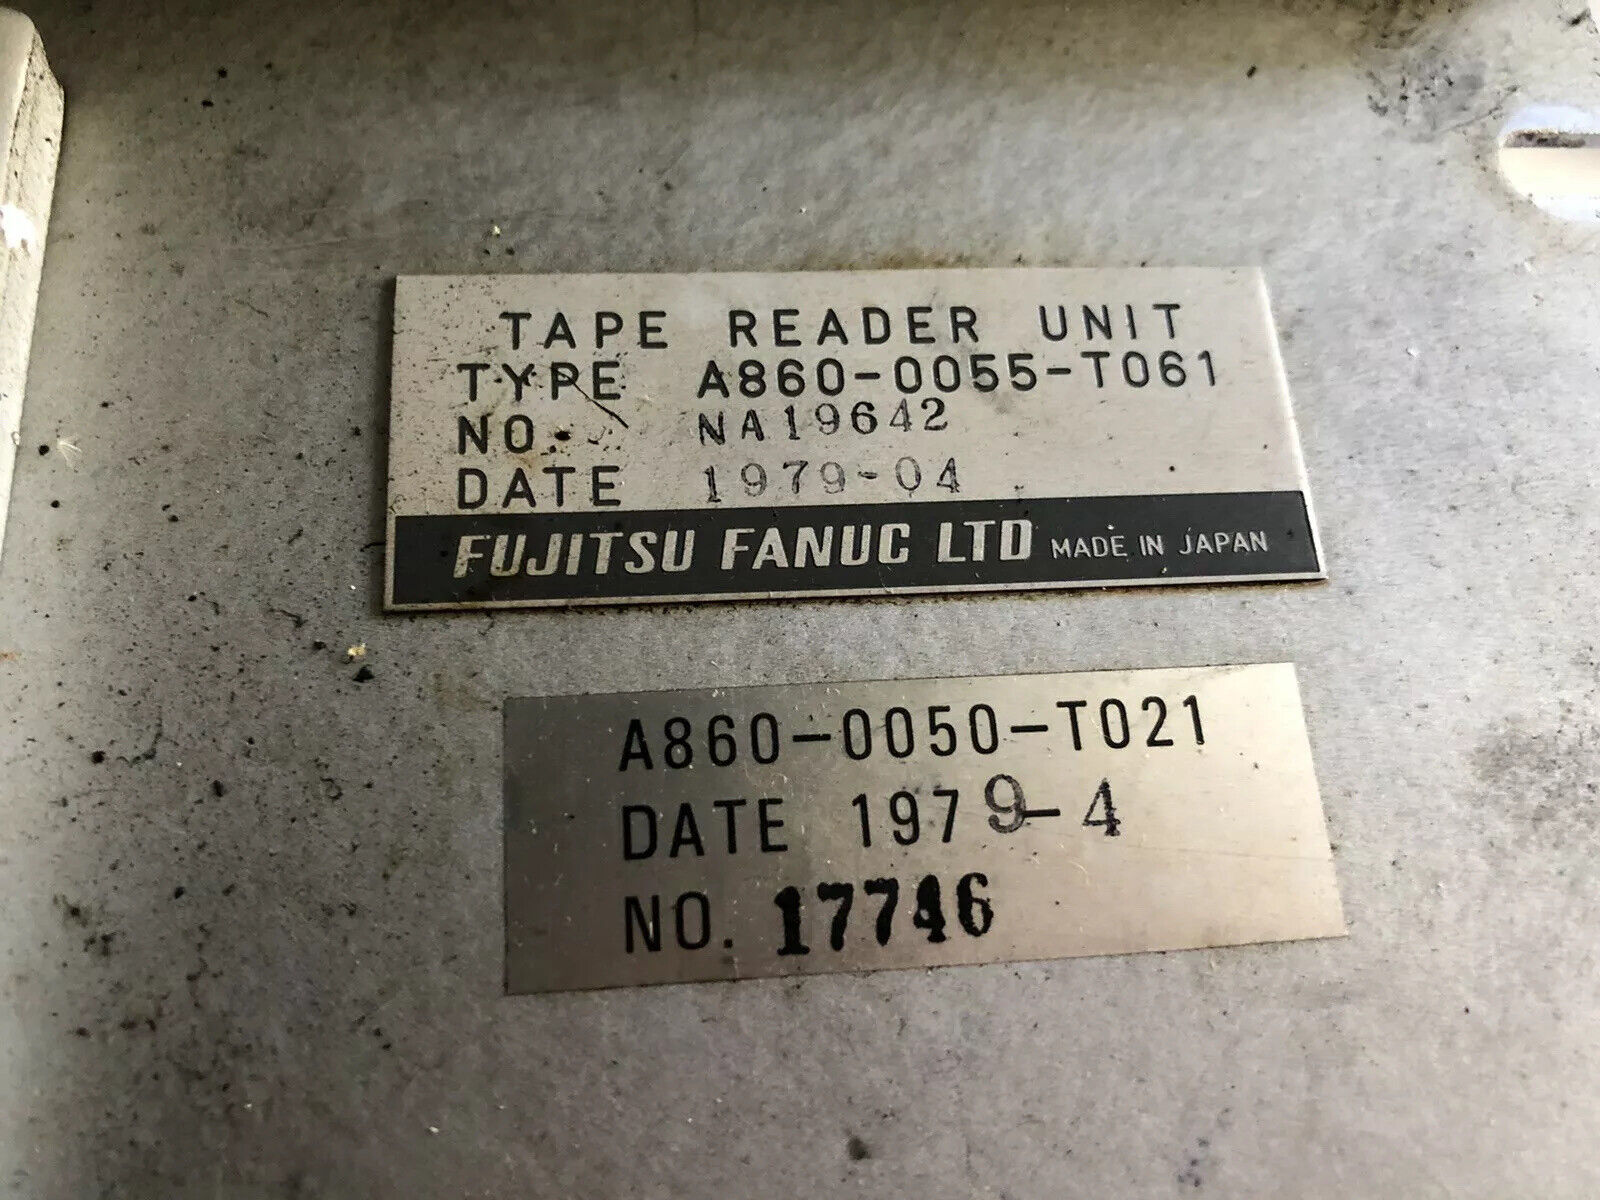 TAPE READER UNIT
TYPE A860-0055-T061
NO. NA19642
DATE 1979-04
FUJITSU FANUC LTD MADE IN JAPAN
A860-0050-T021
DATE 1979-4
NO. 17746